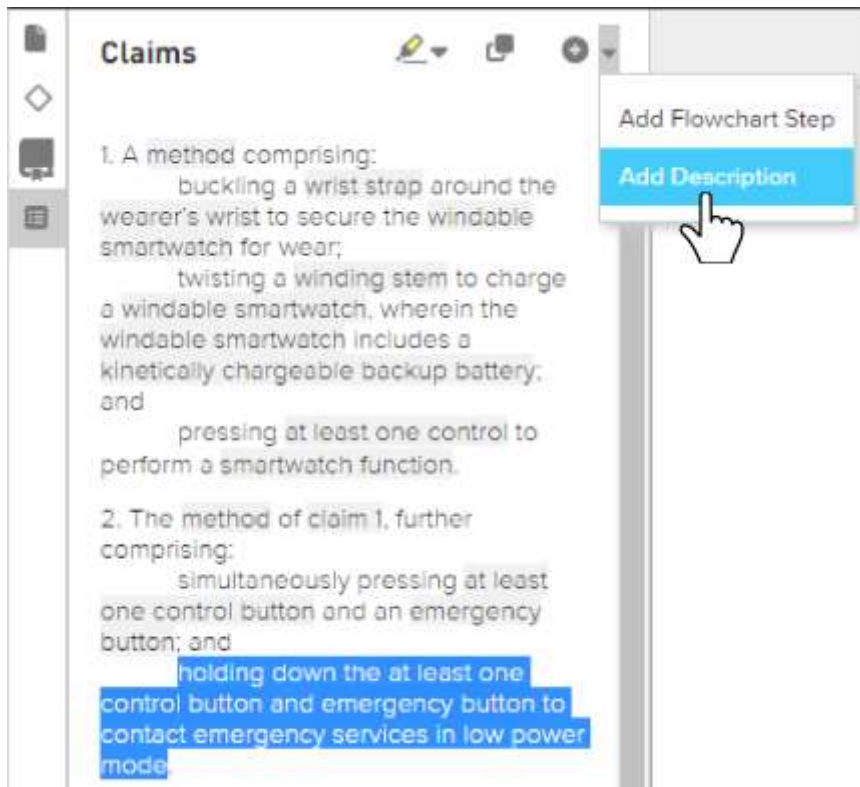 Claims
Add Flowchart Step
Add Description
1. A method comprising:
buckling a wrist strap around the
wearer's wrist to secure the windable
smartwatch for wear;
twisting a winding stem to charge
a windable smartwatch, wherein the
windable smartwatch includes a
kinetically chargeable backup battery;
and
pressing at least one control to
perform a smartwatch function.
2. The method of claim 1, further
comprising:
simultaneously pressing at least
one control button and an emergency
button; and
holding down the at least one
control button and emergency button to
contact emergency services in low power
mode.